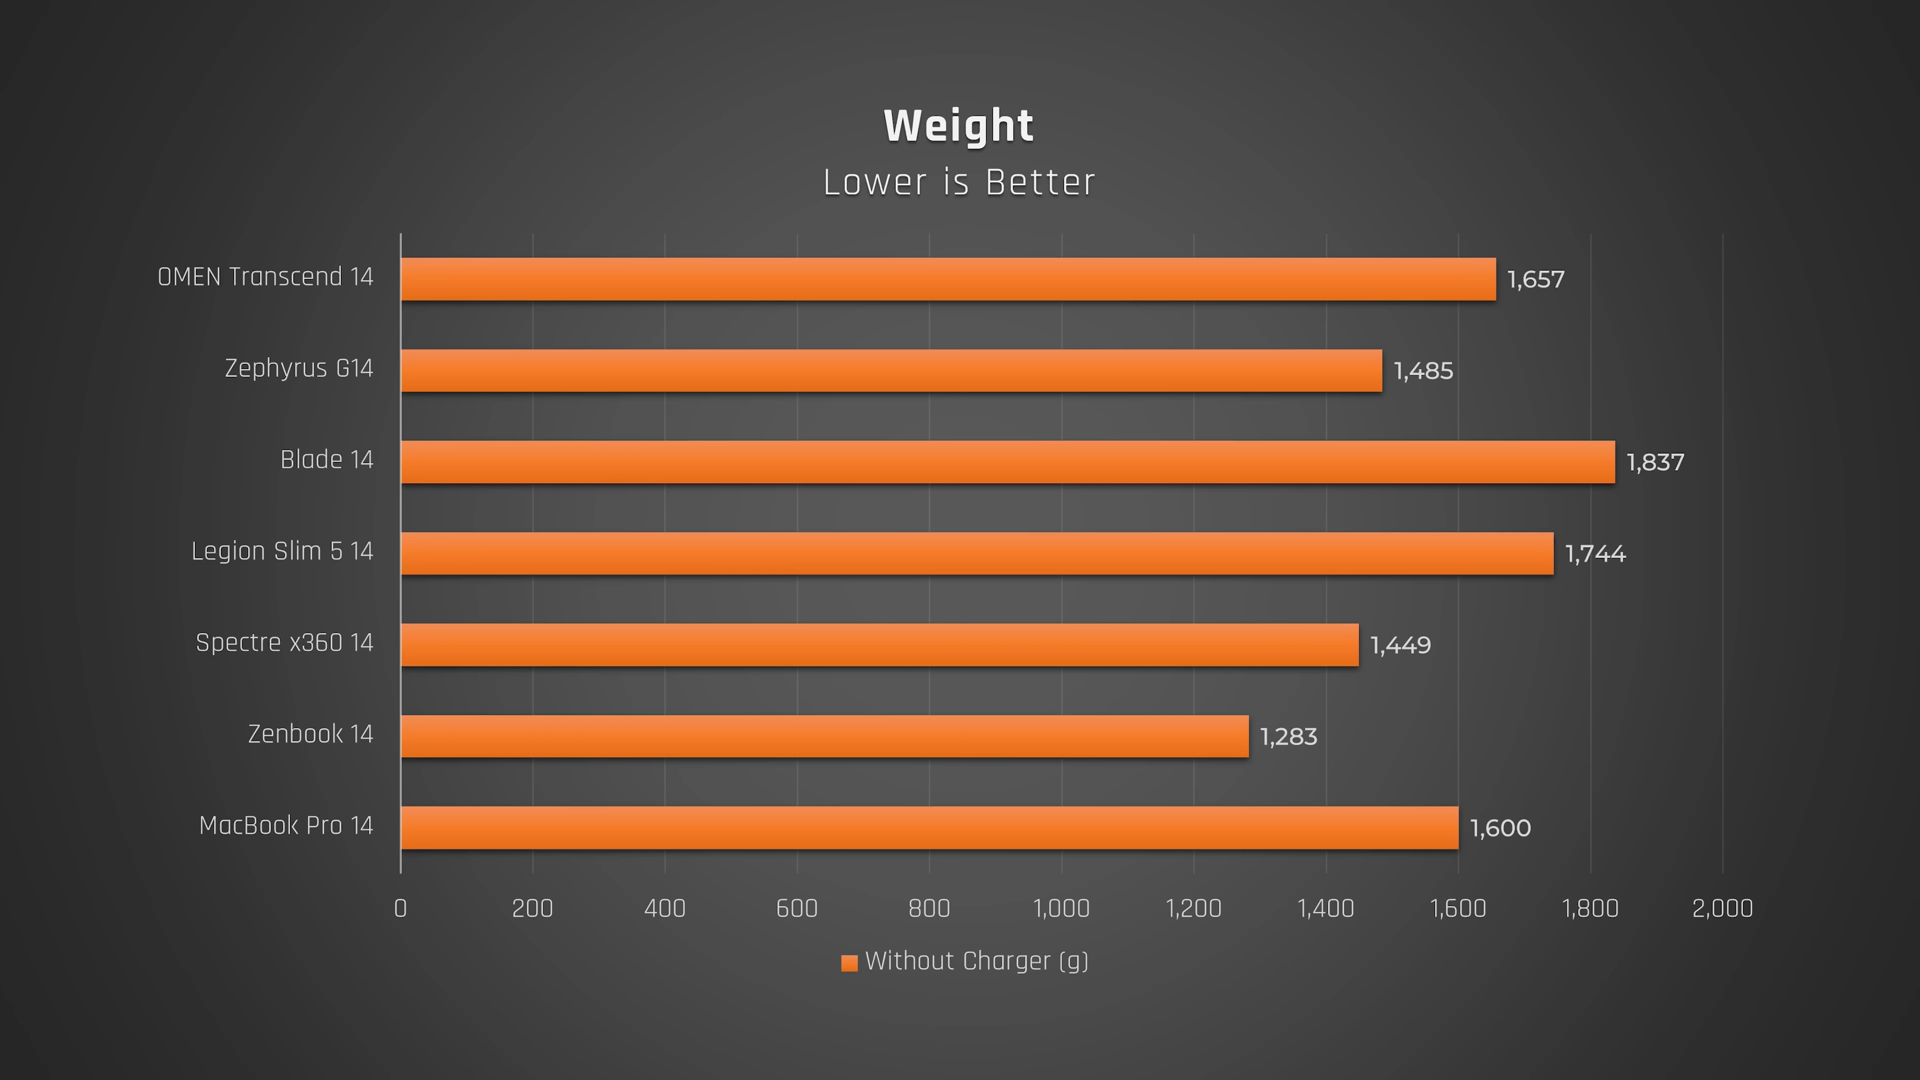 Weight
Lower is Better
OMEN Transcend 14 1,657
Zephyrus G14 1,485
Blade 14 1,837
Legion Slim 5 14 1,744
Spectre x360 14 1,449
Zenbook 14 1,283
MacBook Pro 14 1,600
0 200 400 600 800 1,000 1,200 1,400 1,600 1,800 2,000
Without Charger (g)